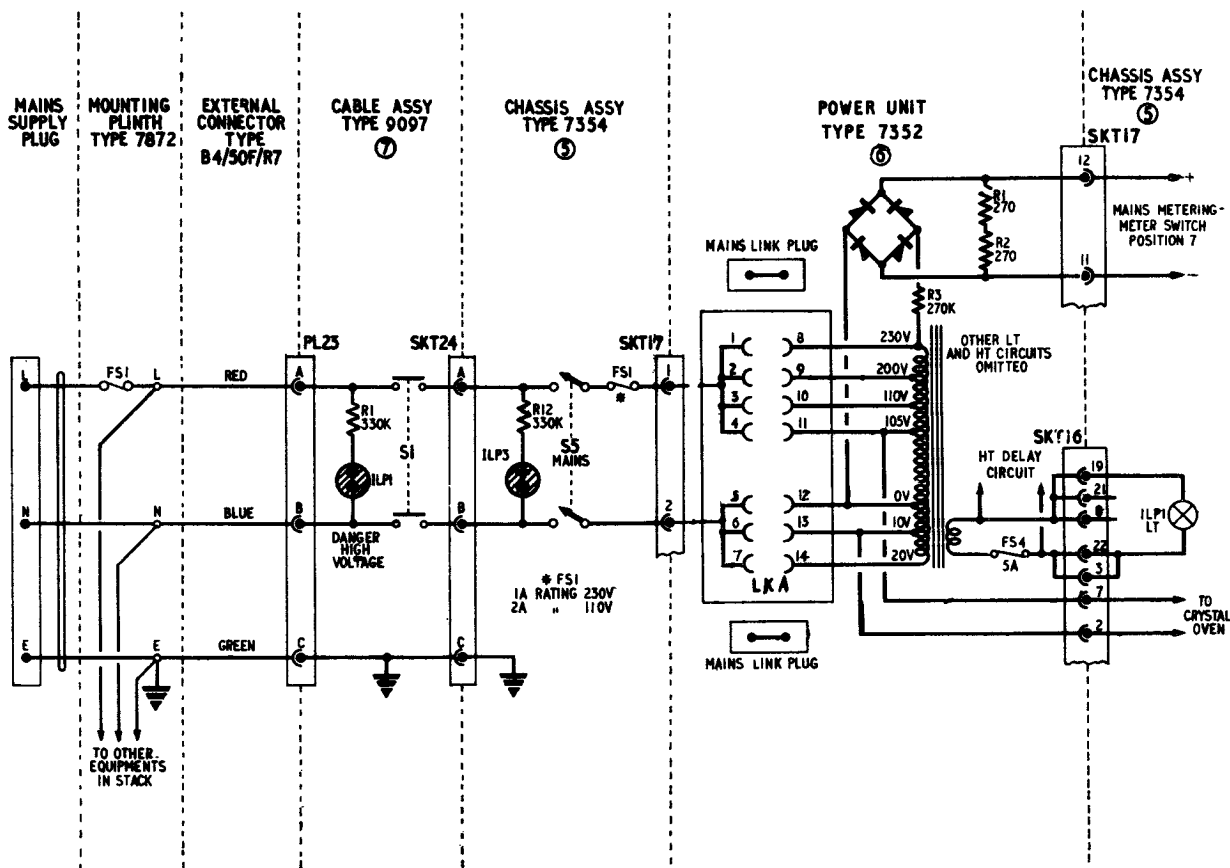 MAINS
SUPPLY
PLUG
MOUNTING
PLINTH
TYPE 7872
EXTERNAL
CONNECTOR
TYPE
B4/50F/R7
CABLE ASSY
TYPE 9097
7
CHASSIS ASSY
TYPE 7354
5
POWER UNIT
TYPE 7352
6
CHASSIS ASSY
TYPE 7354
5
SKT17
12
+
R1
270
MAINS METERING-
METER SWITCH
POSITION 7
R2
270
11
-
MAINS LINK PLUG
R3
270K
PL23
SKT24
SKT17
OTHER LT
AND HT CIRCUITS
OMITTED
L
FS1
L
RED
A
A
FS1
*
1
1
8
230V
2
9
200V
3
10
110V
4
11
105V
R1
330K
S1
R12
330K
S5
MAINS
ILP1
ILP3
SKT16
HT DELAY
CIRCUIT
19
21
8
ILP1
LT
22
3
FS4
5A
7
2
TO
CRYSTAL
OVEN
5
12
0V
6
13
10V
7
14
20V
LKA
N
N
BLUE
B
B
2
DANGER
HIGH
VOLTAGE
* FS1
1A RATING 230V
2A " 110V
E
E
GREEN
C
C
MAINS LINK PLUG
TO OTHER
EQUIPMENTS
IN STACK